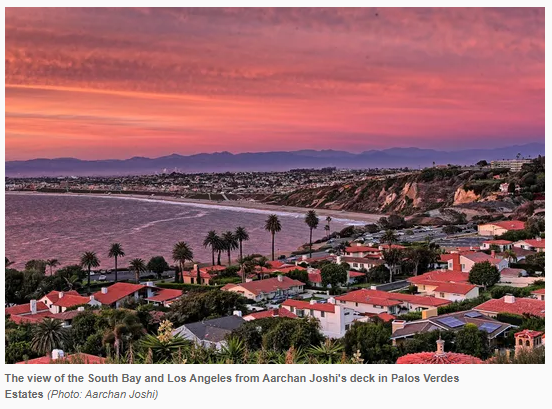 The view of the South Bay and Los Angeles from Aarchan Joshi's deck in Palos Verdes
Estates (Photo: Aarchan Joshi)